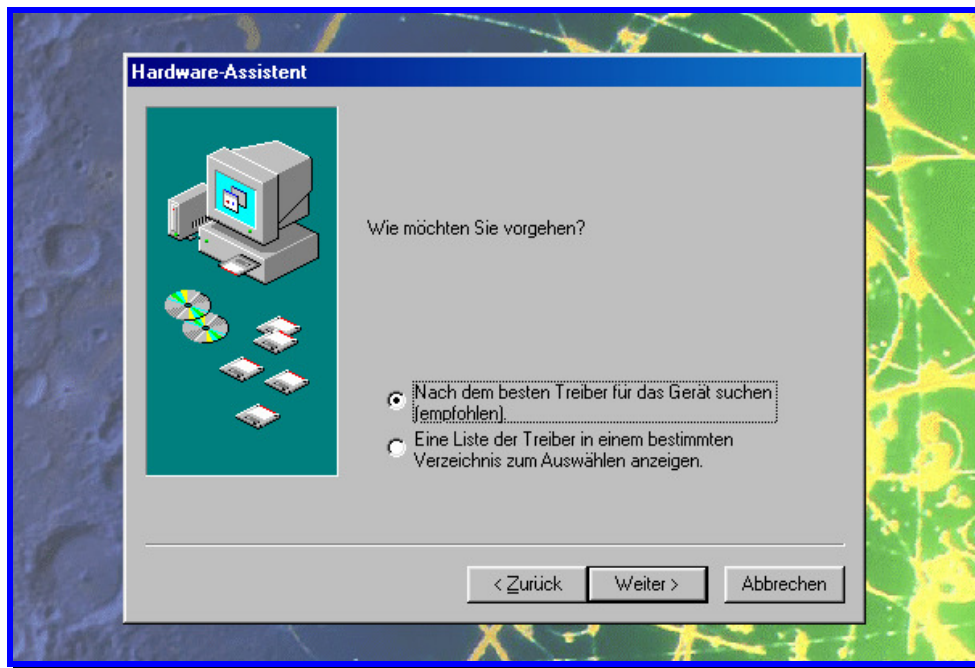 Hardware-Assistent
Wie möchten Sie vorgehen?
Nach dem besten Treiber für das Gerät suchen
(empfohlen).
Eine Liste der Treiber in einem bestimmten
Verzeichnis zum Auswählen anzeigen.
< Zurück   Weiter >   Abbrechen